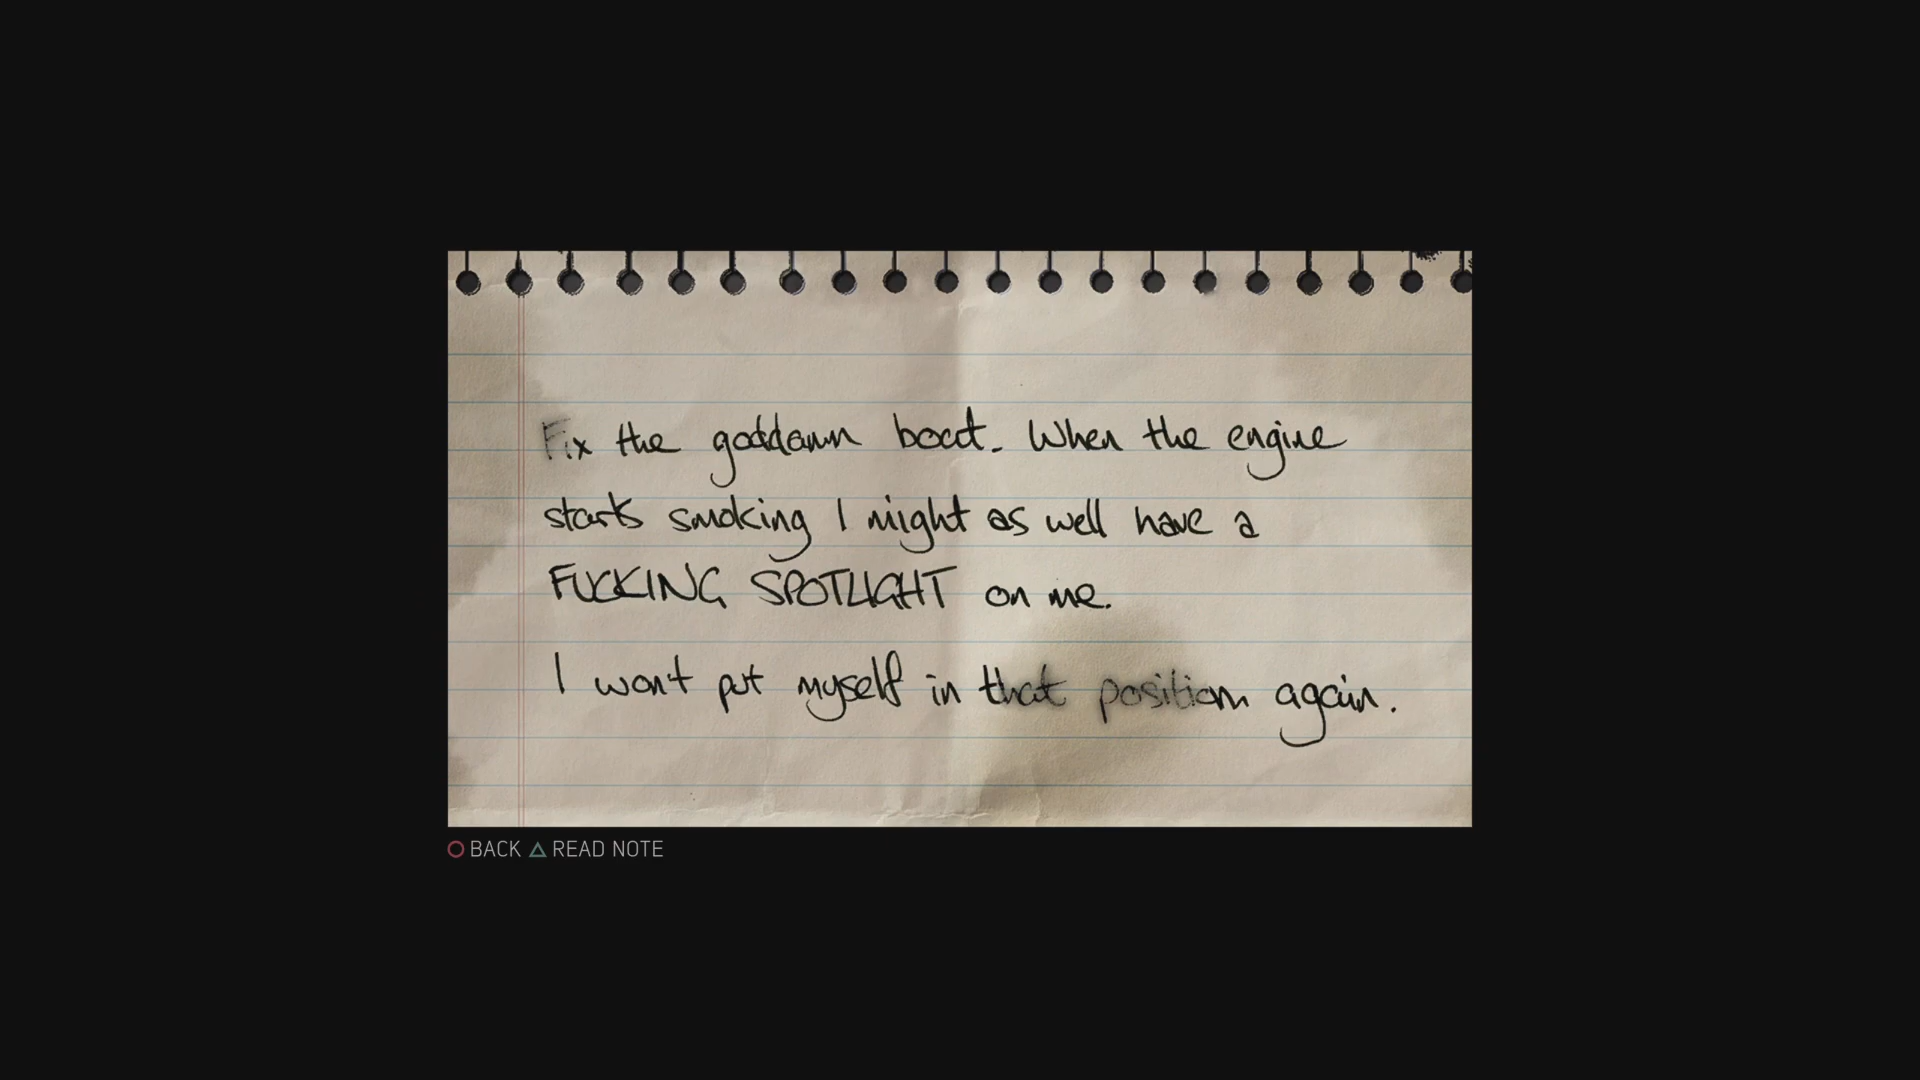 Fix the goddamn boat. When the engine
starts smoking I might as well have a
FUCKING SPOTLIGHT on me.
I won't put myself in that position again.
BACK READ NOTE